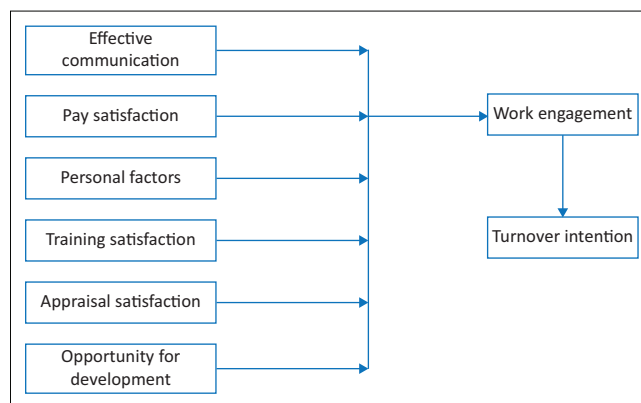 Effective
communication
Pay satisfaction
Personal factors
Training satisfaction
Appraisal satisfaction
Opportunity for
development
Work engagement
Turnover intention